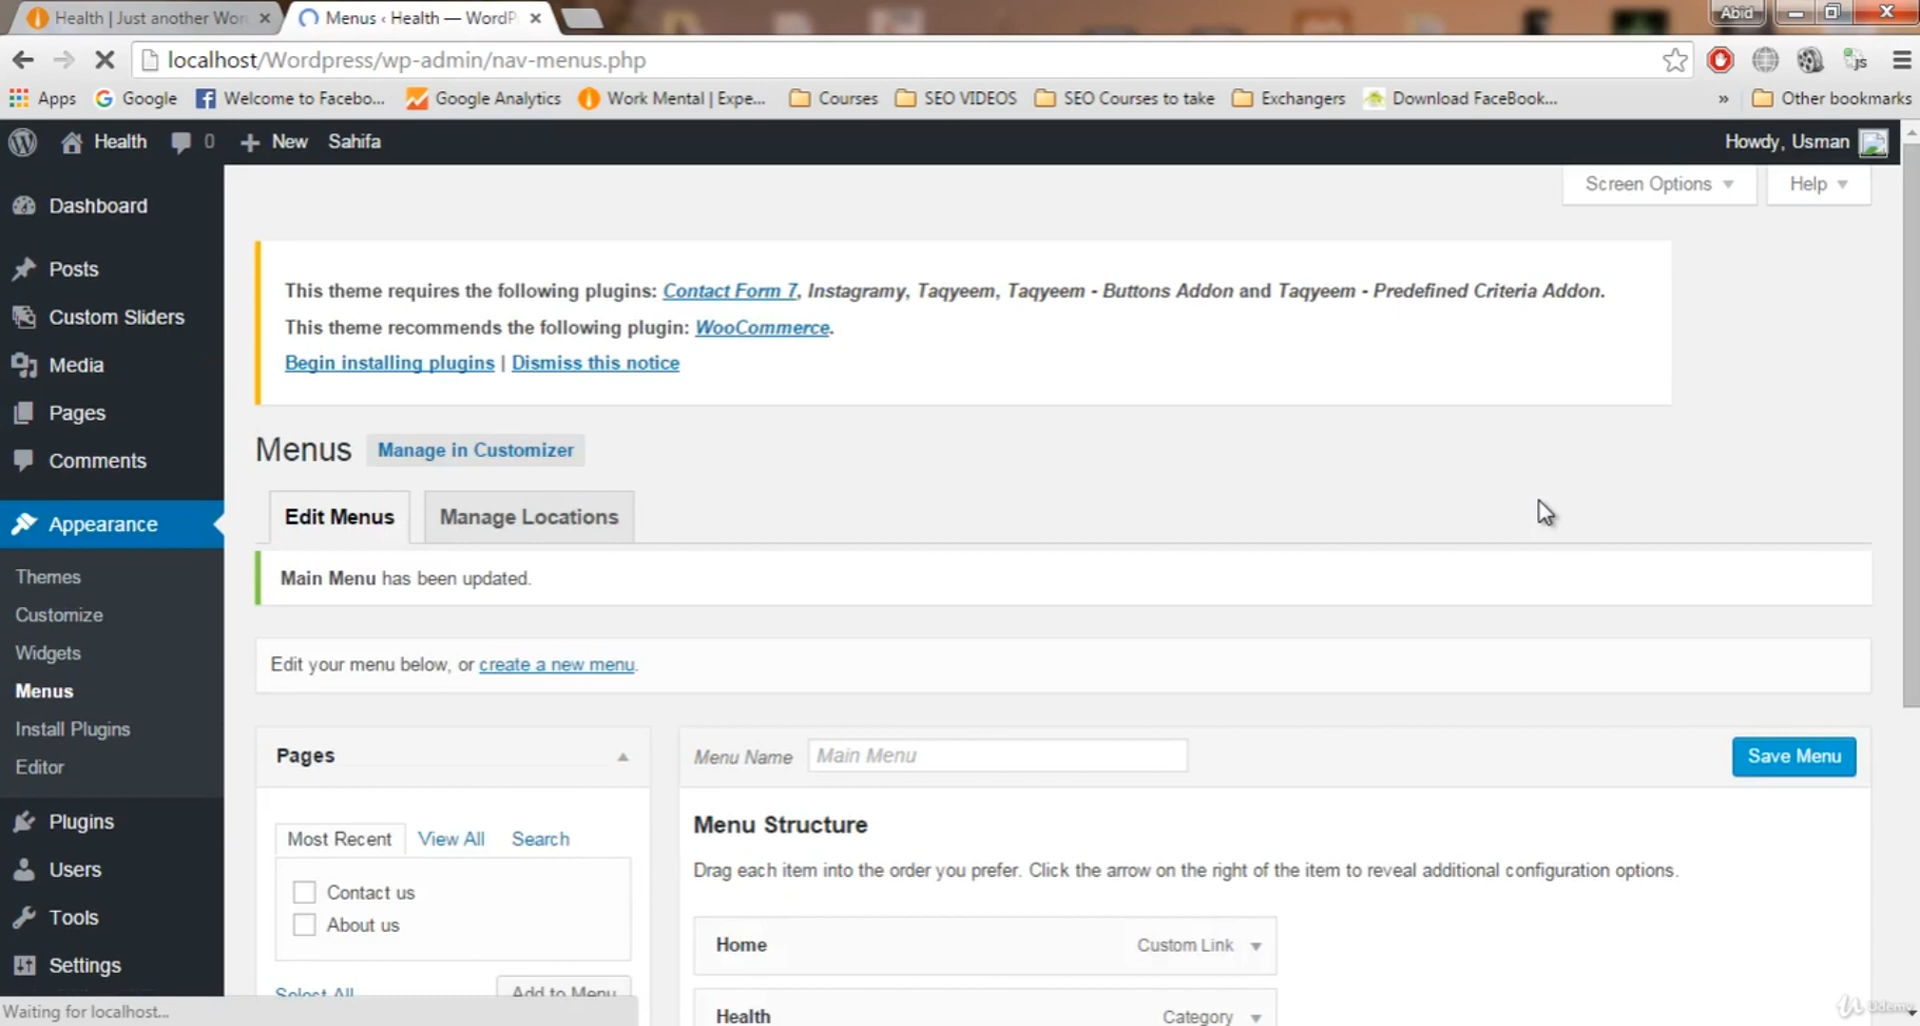 Health | Just another Wor
Menus ‹ Health — WordP
Abid
localhost/Wordpress/wp-admin/nav-menus.php
js
Apps
Google
Welcome to Facebo...
Google Analytics
Work Mental | Expe...
Courses
SEO VIDEOS
SEO Courses to take
Exchangers
Download FaceBook...
»
Other bookmarks
Health
0
New
Sahifa
Howdy, Usman
Screen Options
Help
Dashboard
Posts
Custom Sliders
Media
Pages
Comments
Appearance
Themes
Customize
Widgets
Menus
Install Plugins
Editor
Plugins
Users
Tools
Settings
This theme requires the following plugins: Contact Form 7, Instagramy, Taqyeem, Taqyeem - Buttons Addon and Taqyeem - Predefined Criteria Addon.
This theme recommends the following plugin: WooCommerce.
Begin installing plugins | Dismiss this notice
Menus
Manage in Customizer
Edit Menus
Manage Locations
Main Menu has been updated.
Edit your menu below, or create a new menu.
Pages
Most Recent
View All
Search
Contact us
About us
Select All
Add to Menu
Menu Name
Main Menu
Save Menu
Menu Structure
Drag each item into the order you prefer. Click the arrow on the right of the item to reveal additional configuration options.
Home
Custom Link
Health
Category
Waiting for localhost...
Udemy